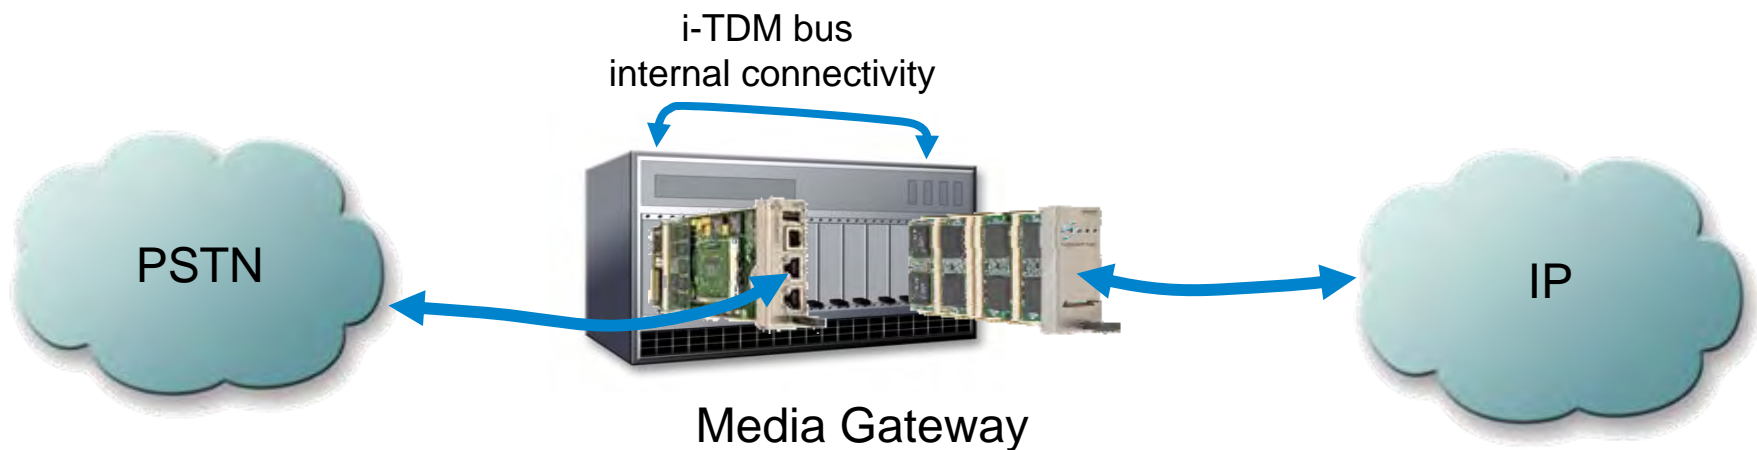 i-TDM bus
internal connectivity
PSTN
IP
Media Gateway